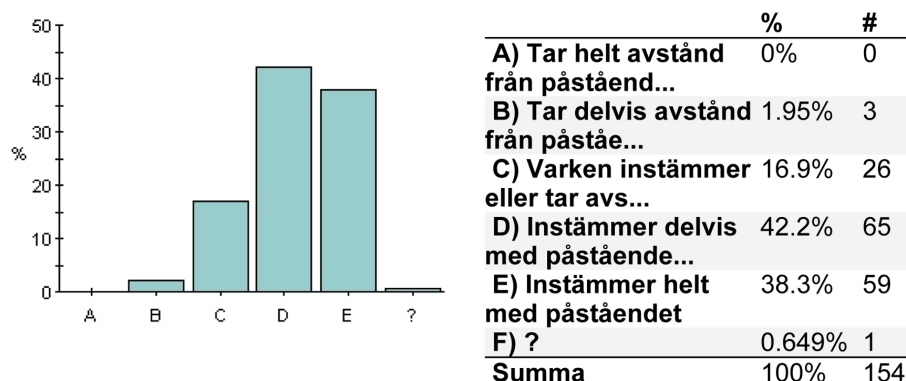 50
40
30
20
10
0
%
A B C D E ?
% #
A) Tar helt avstånd 0% 0
från påståend...
B) Tar delvis avstånd 1.95% 3
från påståe...
C) Varken instämmer 16.9% 26
eller tar avs...
D) Instämmer delvis 42.2% 65
med påstående...
E) Instämmer helt 38.3% 59
med påståendet
F) ? 0.649% 1
Summa 100% 154